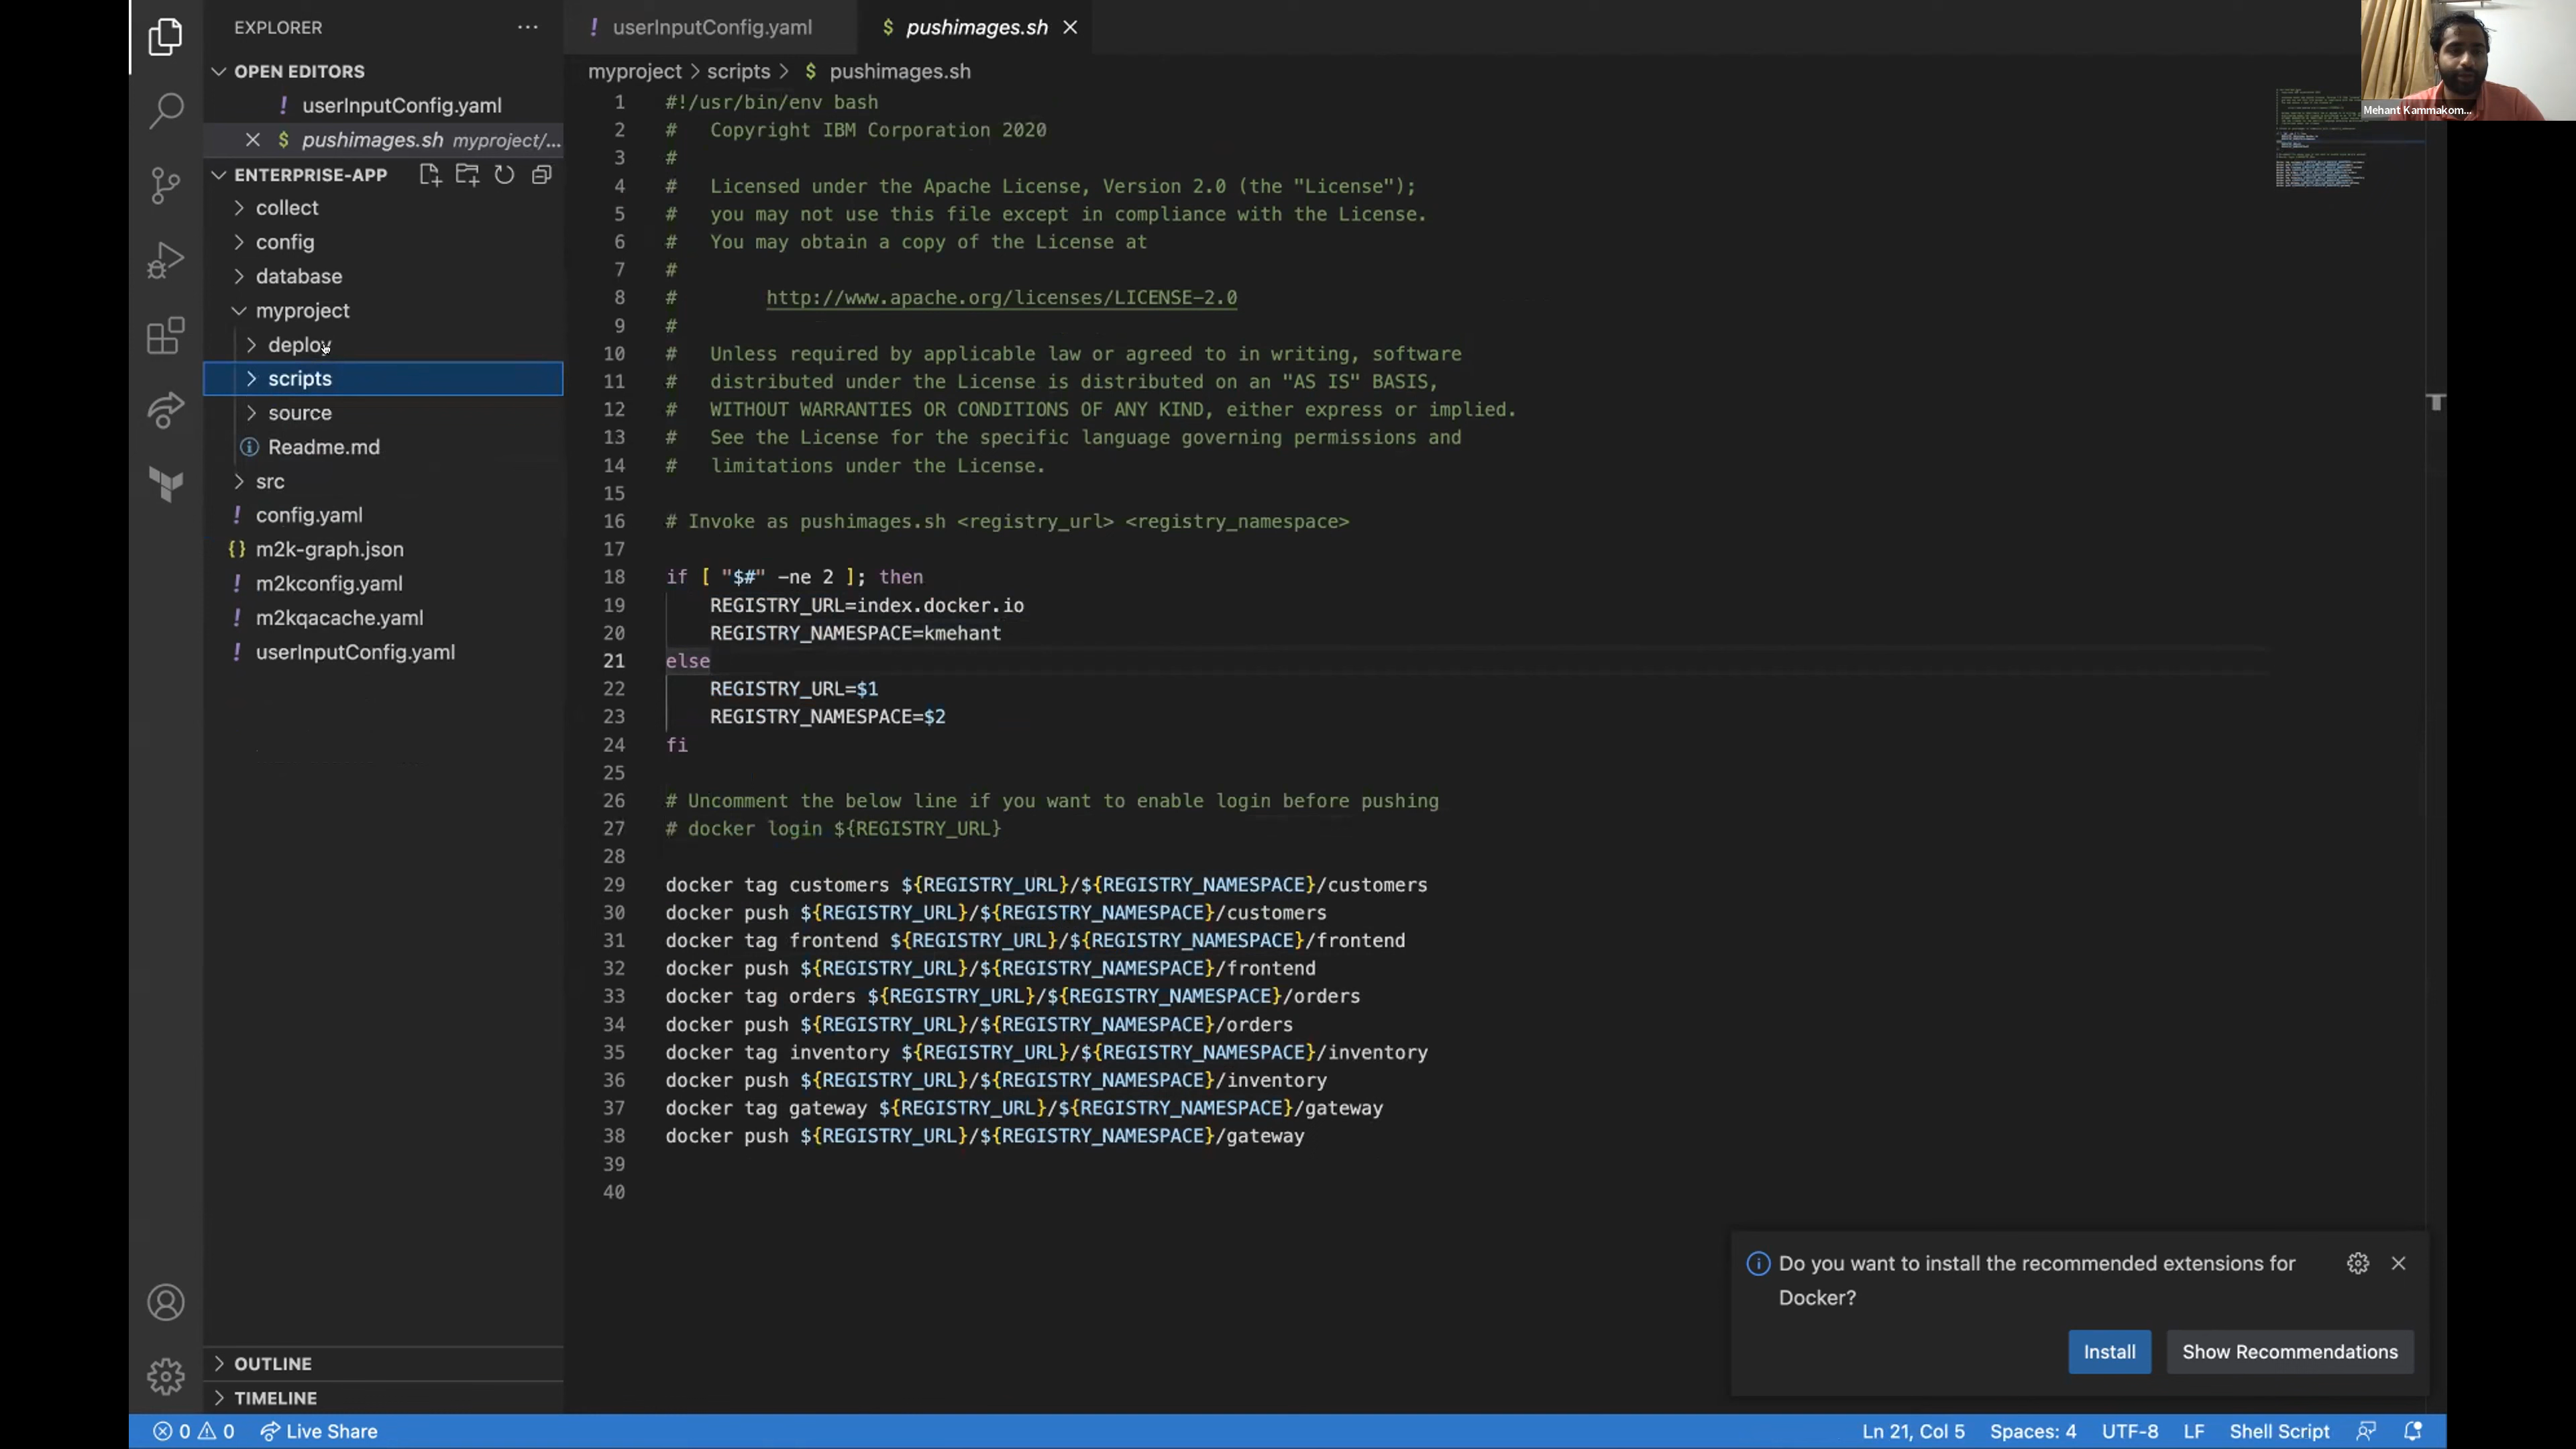 EXPLORER
OPEN EDITORS
! userInputConfig.yaml
$ pushimages.sh myproject/...
ENTERPRISE-APP
collect
config
database
myproject
deploy
scripts
source
Readme.md
src
! config.yaml
{} m2k-graph.json
! m2kconfig.yaml
! m2kqacache.yaml
! userInputConfig.yaml
OUTLINE
TIMELINE
! userInputConfig.yaml
$ pushimages.sh
myproject > scripts > $ pushimages.sh
1 #!/usr/bin/env bash
2 #   Copyright IBM Corporation 2020
3 #
4 #   Licensed under the Apache License, Version 2.0 (the "License");
5 #   you may not use this file except in compliance with the License.
6 #   You may obtain a copy of the License at
7 #
8 #        http://www.apache.org/licenses/LICENSE-2.0
9 #
10 #   Unless required by applicable law or agreed to in writing, software
11 #   distributed under the License is distributed on an "AS IS" BASIS,
12 #   WITHOUT WARRANTIES OR CONDITIONS OF ANY KIND, either express or implied.
13 #   See the License for the specific language governing permissions and
14 #   limitations under the License.
15
16 # Invoke as pushimages.sh <registry_url> <registry_namespace>
17
18 if [ "$#" -ne 2 ]; then
19     REGISTRY_URL=index.docker.io
20     REGISTRY_NAMESPACE=kmehant
21 else
22     REGISTRY_URL=$1
23     REGISTRY_NAMESPACE=$2
24 fi
25
26 # Uncomment the below line if you want to enable login before pushing
27 # docker login ${REGISTRY_URL}
28
29 docker tag customers ${REGISTRY_URL}/${REGISTRY_NAMESPACE}/customers
30 docker push ${REGISTRY_URL}/${REGISTRY_NAMESPACE}/customers
31 docker tag frontend ${REGISTRY_URL}/${REGISTRY_NAMESPACE}/frontend
32 docker push ${REGISTRY_URL}/${REGISTRY_NAMESPACE}/frontend
33 docker tag orders ${REGISTRY_URL}/${REGISTRY_NAMESPACE}/orders
34 docker push ${REGISTRY_URL}/${REGISTRY_NAMESPACE}/orders
35 docker tag inventory ${REGISTRY_URL}/${REGISTRY_NAMESPACE}/inventory
36 docker push ${REGISTRY_URL}/${REGISTRY_NAMESPACE}/inventory
37 docker tag gateway ${REGISTRY_URL}/${REGISTRY_NAMESPACE}/gateway
38 docker push ${REGISTRY_URL}/${REGISTRY_NAMESPACE}/gateway
39
40
Mehant Kammakom...
Do you want to install the recommended extensions for
Docker?
Install
Show Recommendations
0 0 Live Share
Ln 21, Col 5 Spaces: 4 UTF-8 LF Shell Script